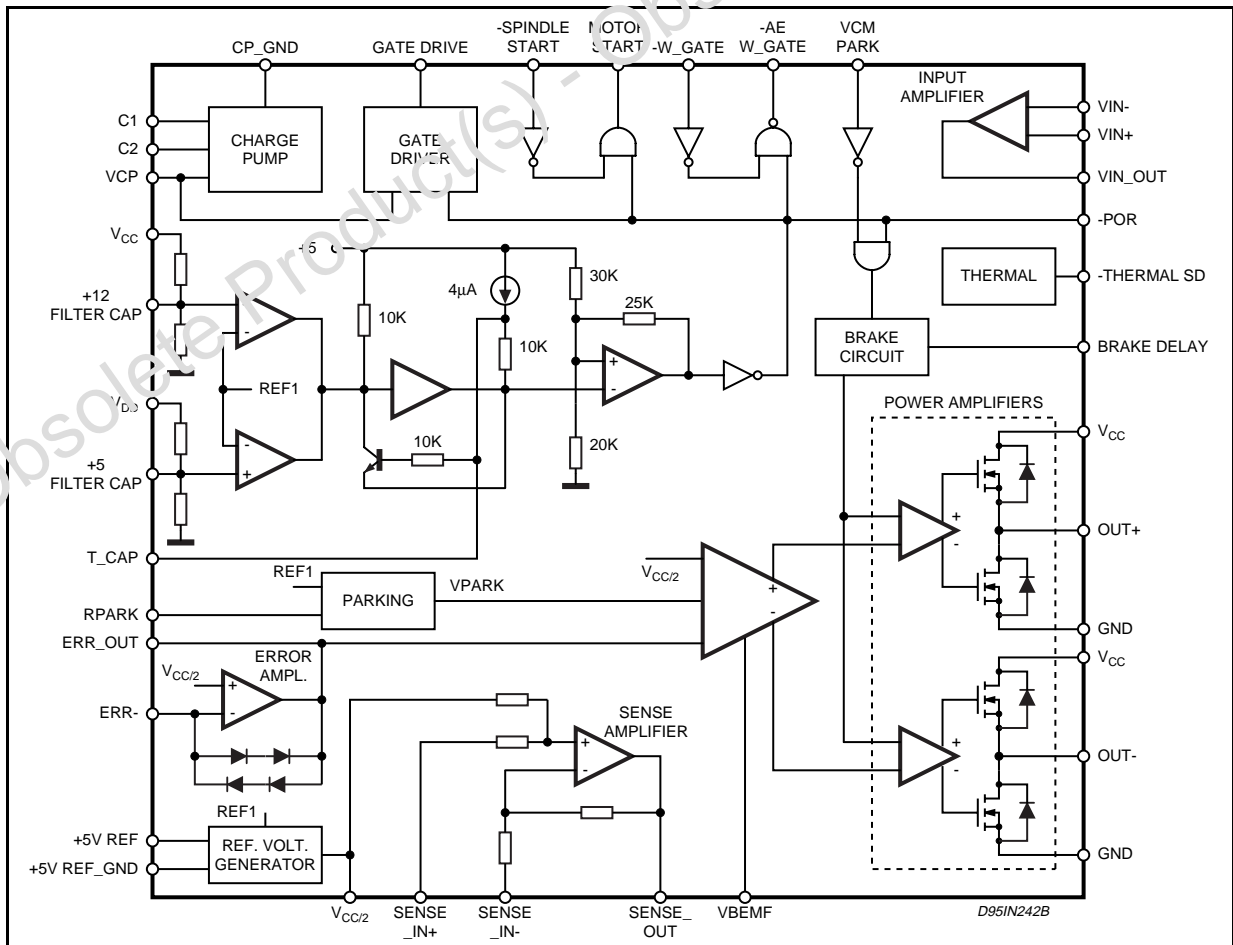 CP_GND
GATE DRIVE
-SPINDLE
START
MOTOR
START
-W_GATE
-AE
W_GATE
VCM
PARK
INPUT
AMPLIFIER
VIN-
VIN+
VIN_OUT
C1
C2
VCP
CHARGE
PUMP
GATE
DRIVER
-POR
VCC
+5
4µA
30K
25K
10K
10K
THERMAL
-THERMAL SD
+12
FILTER CAP
-
+
-
BRAKE
CIRCUIT
BRAKE DELAY
REF1
VDD
POWER AMPLIFIERS
-
+
10K
20K
VCC
+5
FILTER CAP
+
-
OUT+
T_CAP
VCC/2
REF1
PARKING
VPARK
+
-
RPARK
ERR_OUT
GND
VCC
ERROR
AMPL.
VCC/2
+
-
ERR-
SENSE
AMPLIFIER
+
-
+
-
OUT-
REF1
+5V REF
+5V REF_GND
REF. VOLT.
GENERATOR
GND
VCC/2
SENSE
_IN+
SENSE
_IN-
SENSE_
OUT
VBEMF
D95IN242B
Obsolete Product(s) - Obs